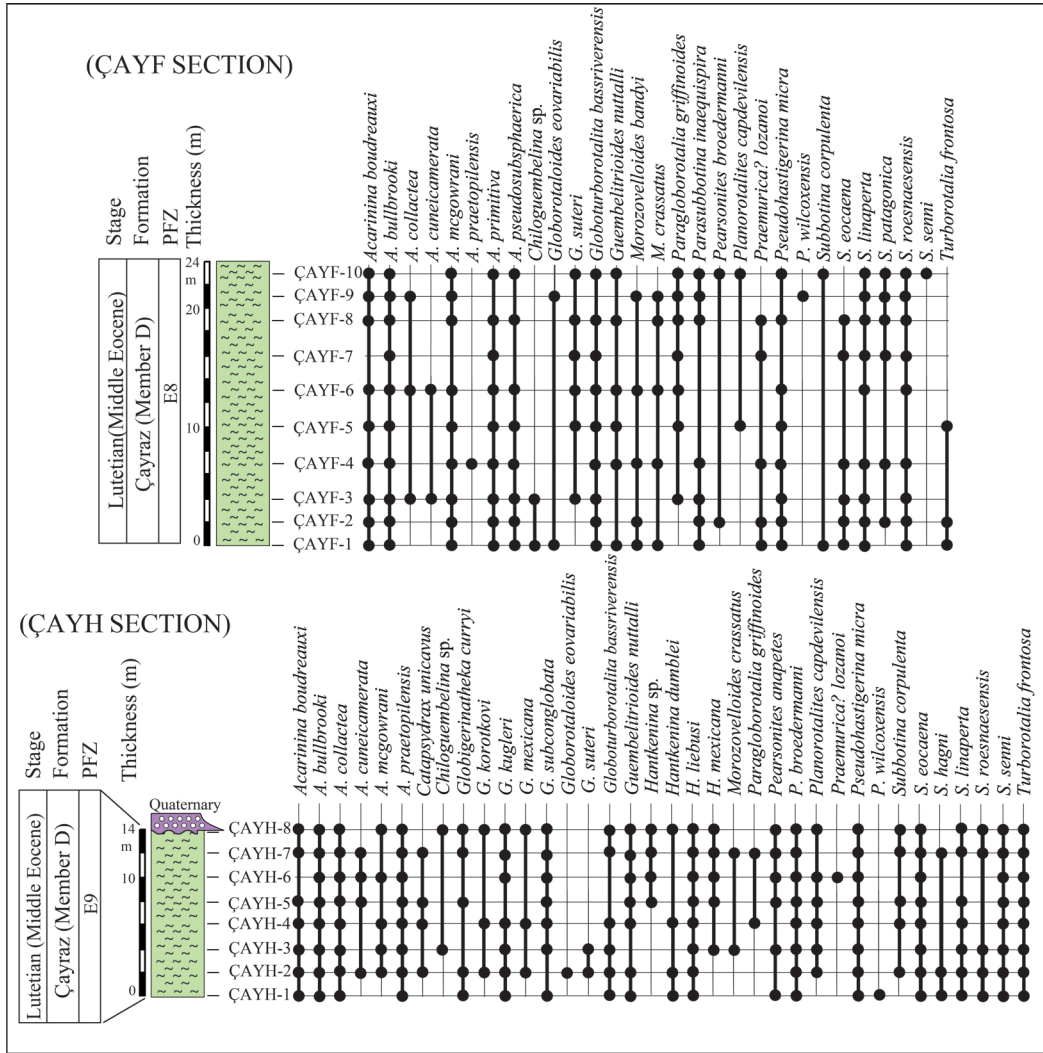 (ÇAYF SECTION)
Stage
Formation
PFZ
Thickness (m)
Acarinina boudreauxi
A. bullbrooki
A. collactea
A. cuneicamerata
A. mcgowrani
A. praetopilensis
A. primitiva
A. pseudosubsphaerica
Chiloguembelina sp.
Globorotaloides eovariabilis
G. suteri
Globoturborotalita bassriverensis
Guembelitrioides nuttalli
Morozovelloides bandyi
M. crassatus
Paragloborotalia griffinoides
Parasubbotina inaequispira
Pearsonites broedermanni
Planorotalites capdevilensis
Praemurica? lozanoi
Pseudohastigerina micra
P. wilcoxensis
Subbotina corpulenta
S. eocaena
S. linaperta
S. patagonica
S. roesnaesensis
S. senni
Turborotalia frontosa
Lutetian(Middle Eocene)
Çayraz (Member D)
E8
24
m
20
10
0
ÇAYF-10
ÇAYF-9
ÇAYF-8
ÇAYF-7
ÇAYF-6
ÇAYF-5
ÇAYF-4
ÇAYF-3
ÇAYF-2
ÇAYF-1
(ÇAYH SECTION)
Stage
Formation
PFZ
Thickness (m)
Acarinina boudreauxi
A. bullbrooki
A. collactea
A. cuneicamerata
A. mcgowrani
A. praetopilensis
Catapsydrax unicavus
Chiloguembelina sp.
Globigerinatheka curryi
G. korotkovi
G. kugleri
G. mexicana
G. subconglobata
Globorotaloides eovariabilis
G. suteri
Globoturborotalita bassriverensis
Guembelitrioides nuttalli
Hantkenina sp.
Hantkenina dumblei
H. liebusi
H. mexicana
Morozovelloides crassatus
Paragloborotalia griffinoides
Pearsonites anapetes
P. broedermanni
Planorotalites capdevilensis
Praemurica? lozanoi
Pseudohastigerina micra
P. wilcoxensis
Subbotina corpulenta
S. eocaena
S. hagni
S. linaperta
S. roesnaesensis
S. senni
Turborotalia frontosa
Lutetian (Middle Eocene)
Çayraz (Member D)
E9
Quaternary
14
m
10
0
ÇAYH-8
ÇAYH-7
ÇAYH-6
ÇAYH-5
ÇAYH-4
ÇAYH-3
ÇAYH-2
ÇAYH-1